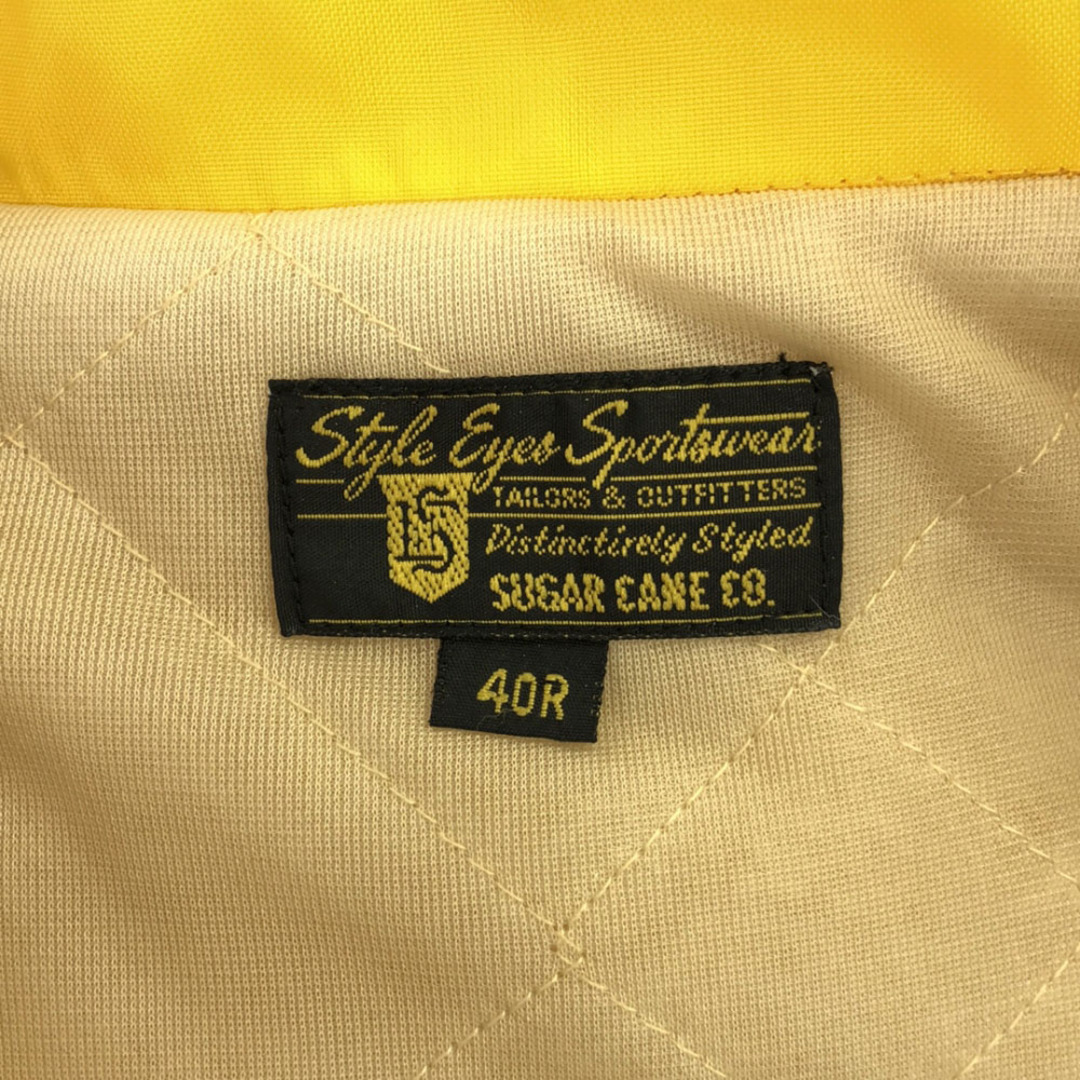 Style Eyes Sportswear
TAILORS & OUTFITTERS
Distinctively Styled
SUGAR CANE CO.
40R